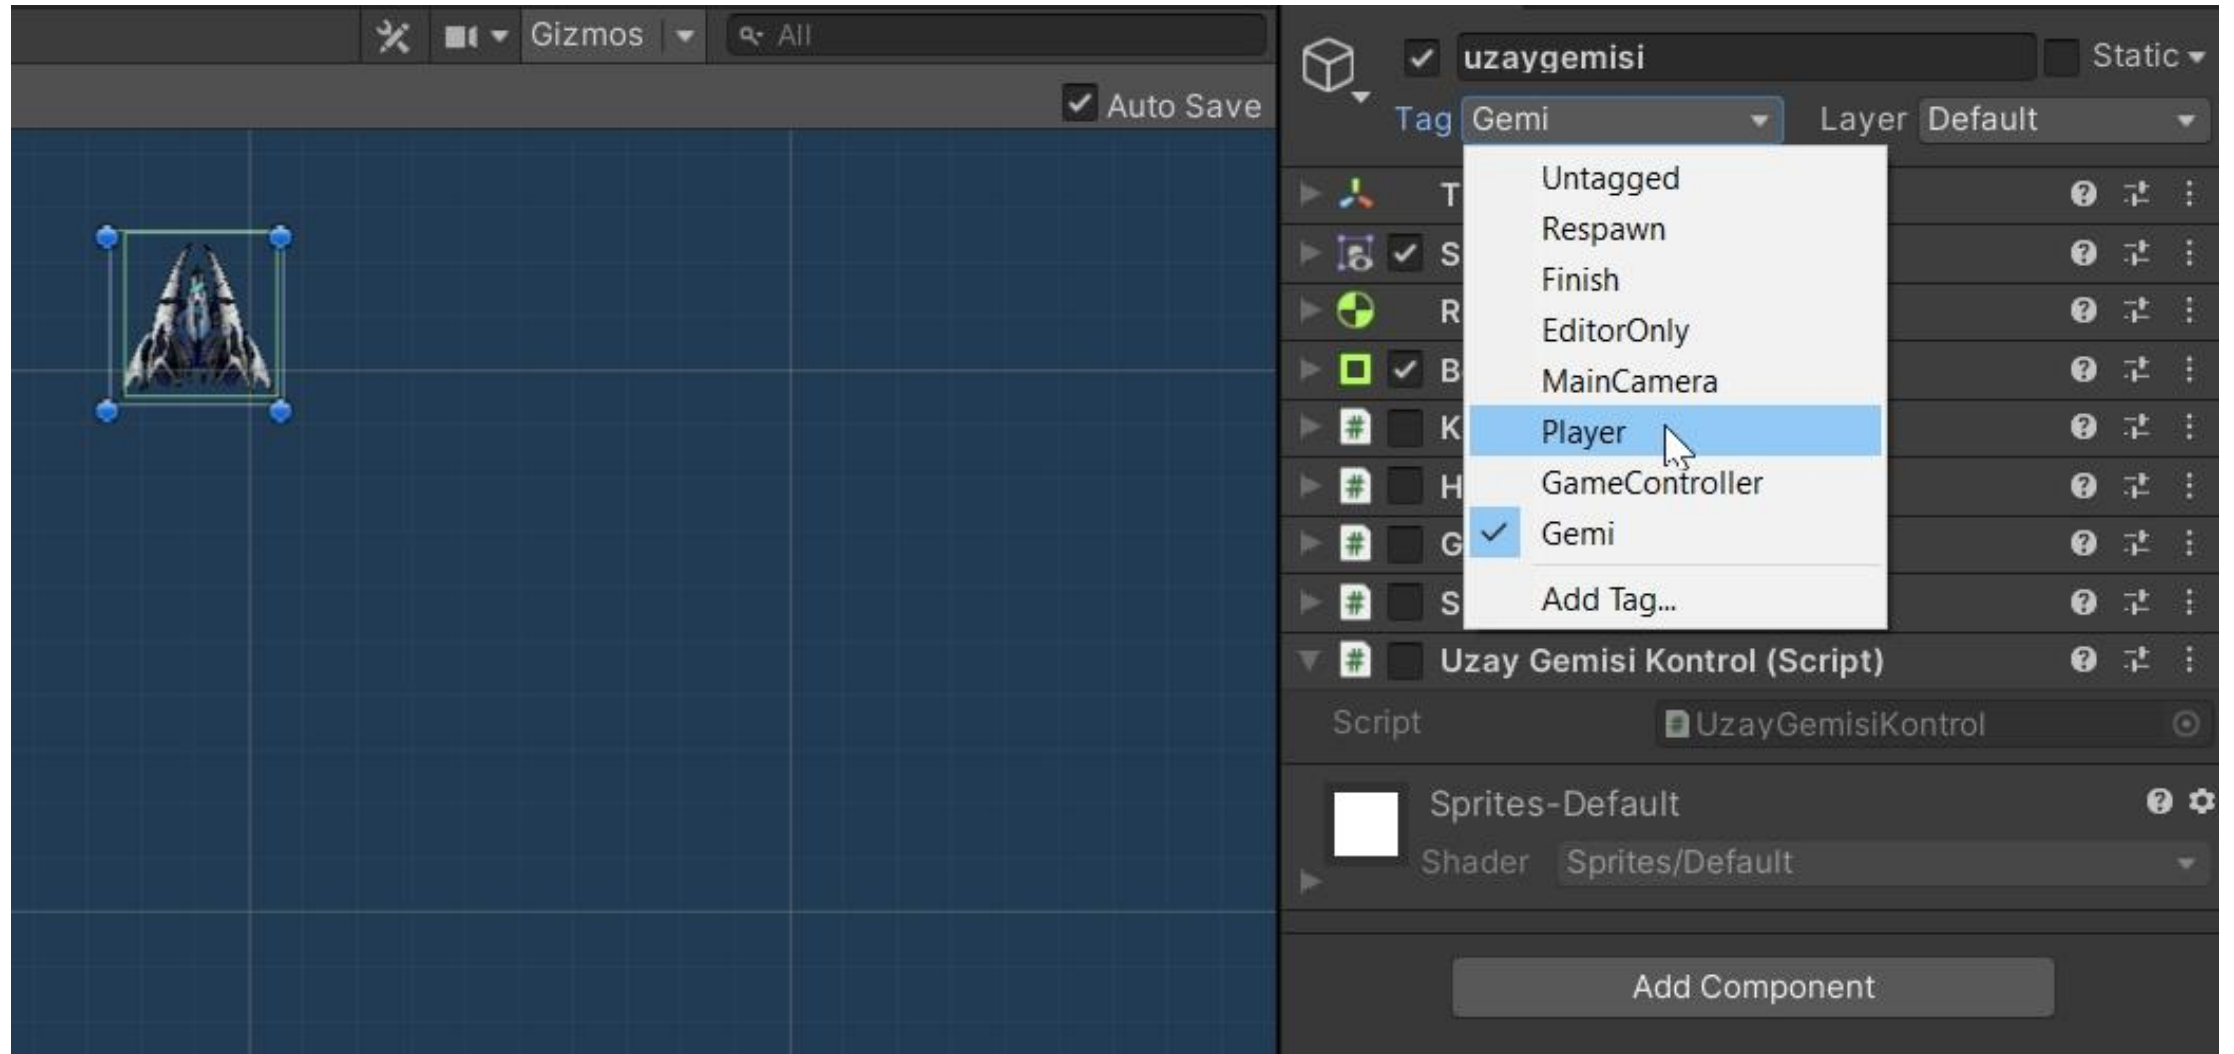 Gizmos
All
Auto Save
uzaygemisi
Static
Tag Gemi
Layer Default
Untagged
Respawn
Finish
EditorOnly
MainCamera
Player
GameController
Gemi
Add Tag...
T
S
R
B
K
H
G
S
Uzay Gemisi Kontrol (Script)
Script
UzayGemisiKontrol
Sprites-Default
Shader Sprites/Default
Add Component